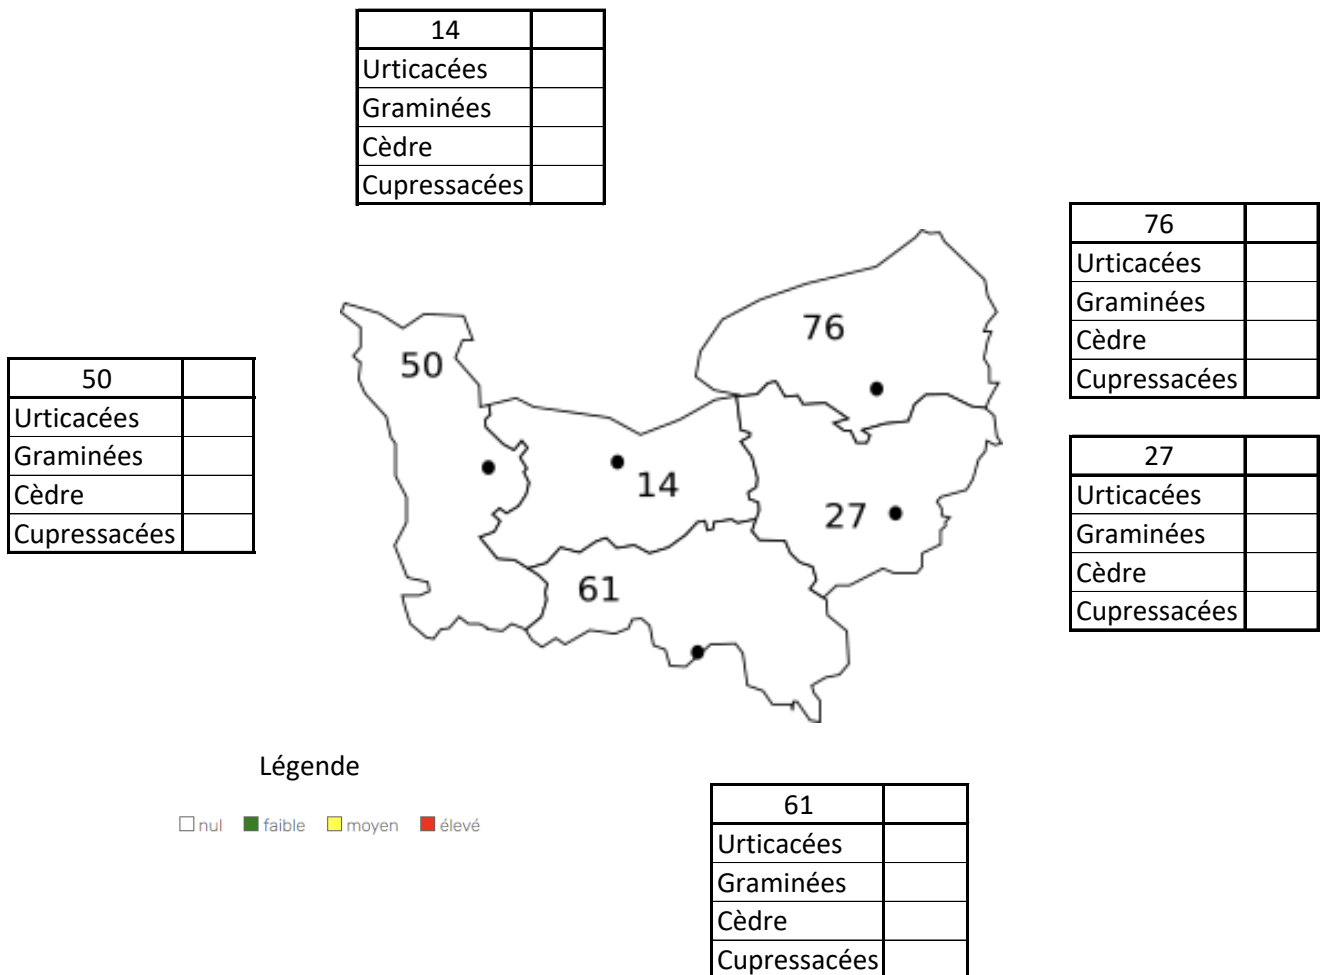 14
Urticacées
Graminées
Cèdre
Cupressacées
76
Urticacées
Graminées
Cèdre
Cupressacées
76
50
50
Urticacées
Graminées
Cèdre
Cupressacées
14
27
27
Urticacées
Graminées
Cèdre
Cupressacées
61
Légende
nul faible moyen élevé
61
Urticacées
Graminées
Cèdre
Cupressacées